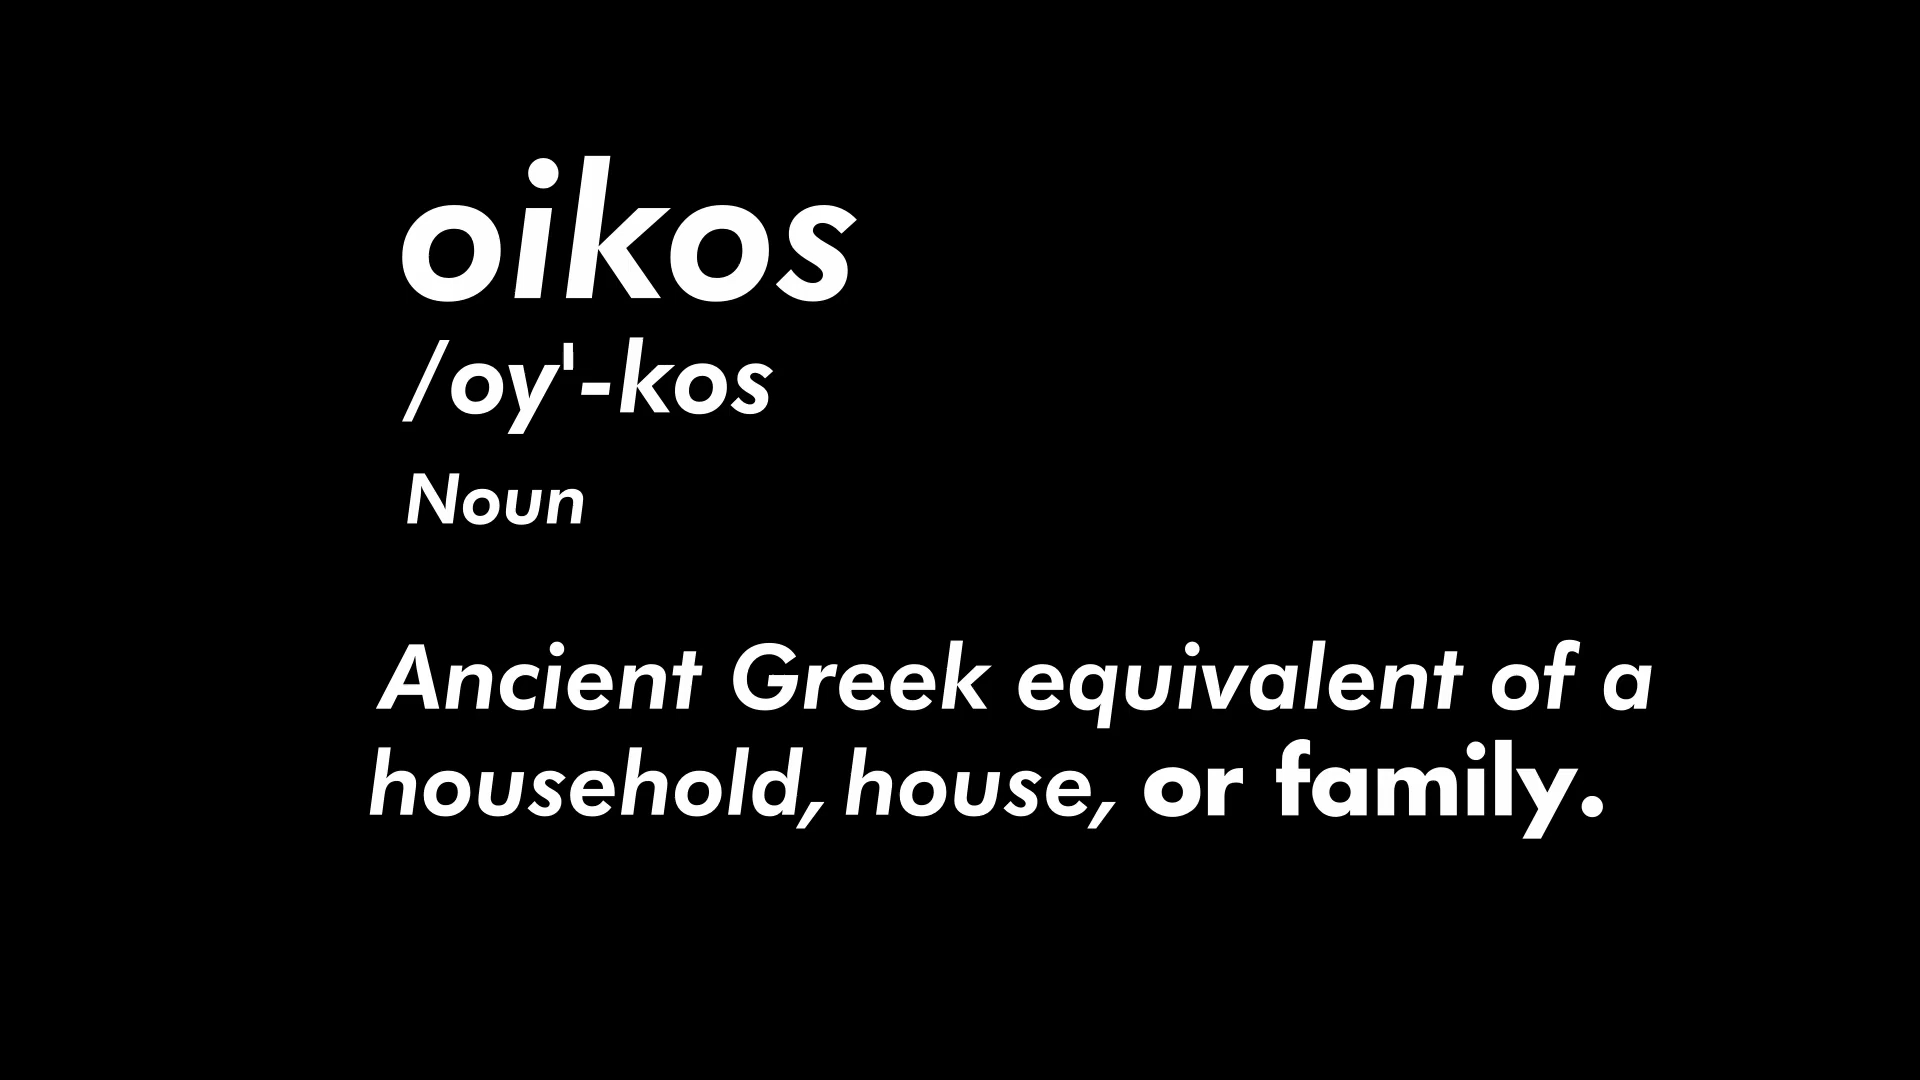 oikos
/oy'-kos
Noun
Ancient Greek equivalent of a
household, house, or family.